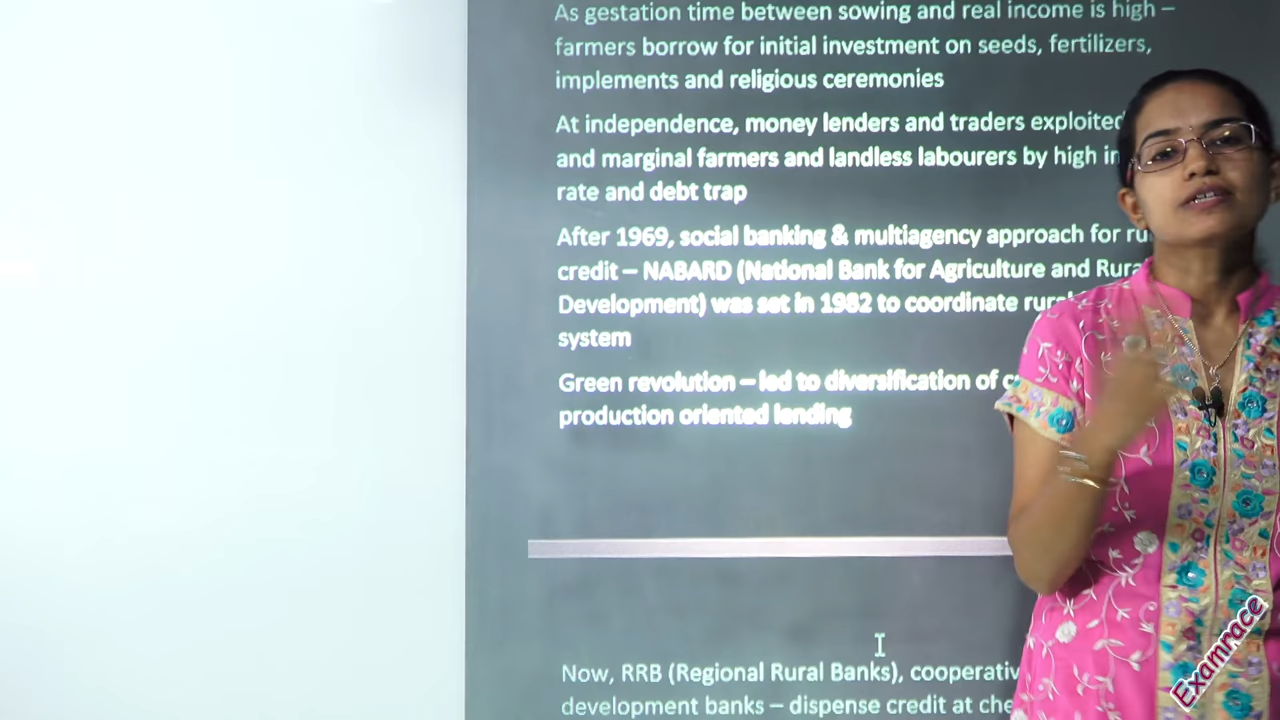 As gestation time between sowing and real income is high –
farmers borrow for initial investment on seeds, fertilizers,
implements and religious ceremonies
At independence, money lenders and traders exploited
and marginal farmers and landless labourers by high in
rate and debt trap
After 1969, social banking & multiagency approach for ru
credit – NABARD (National Bank for Agriculture and Rura
Development) was set in 1982 to coordinate rural
system
Green revolution – led to diversification of c
production oriented lending
Now, RRB (Regional Rural Banks), cooperativ
development banks – dispense credit at che
Examrace